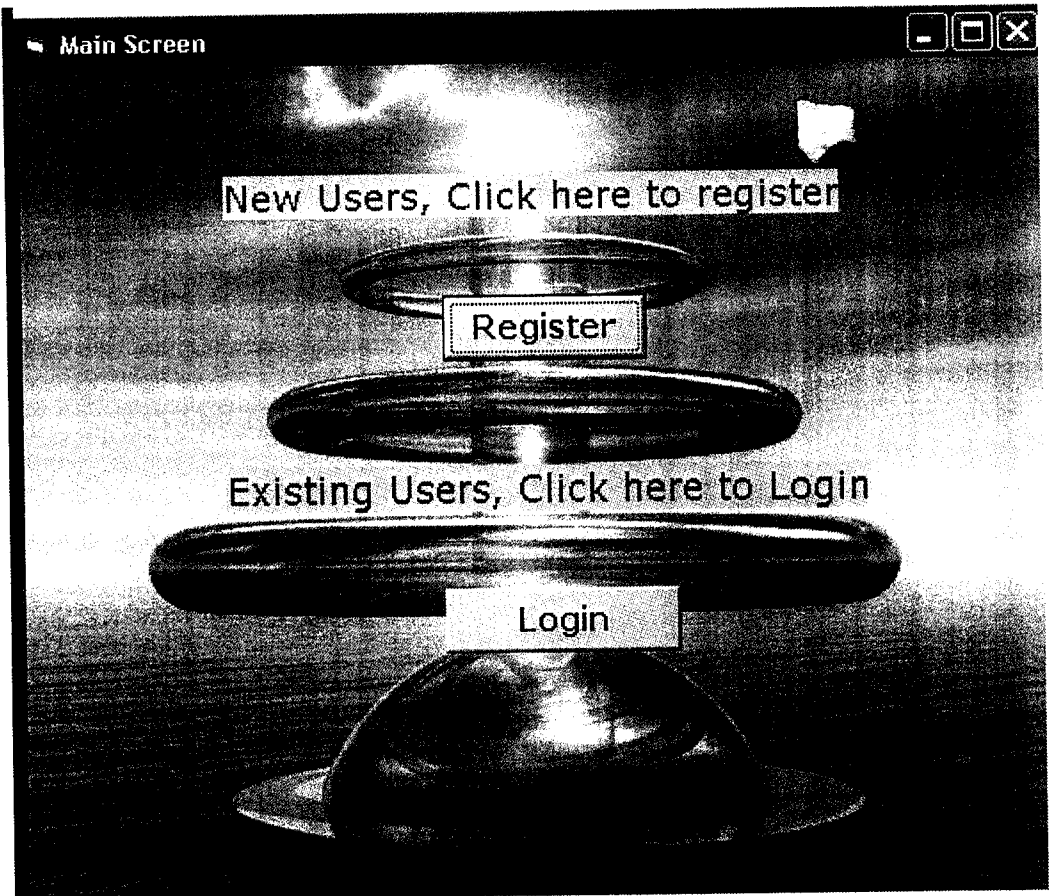 Main Screen
New Users, Click here to register
Register
Existing Users, Click here to Login
Login